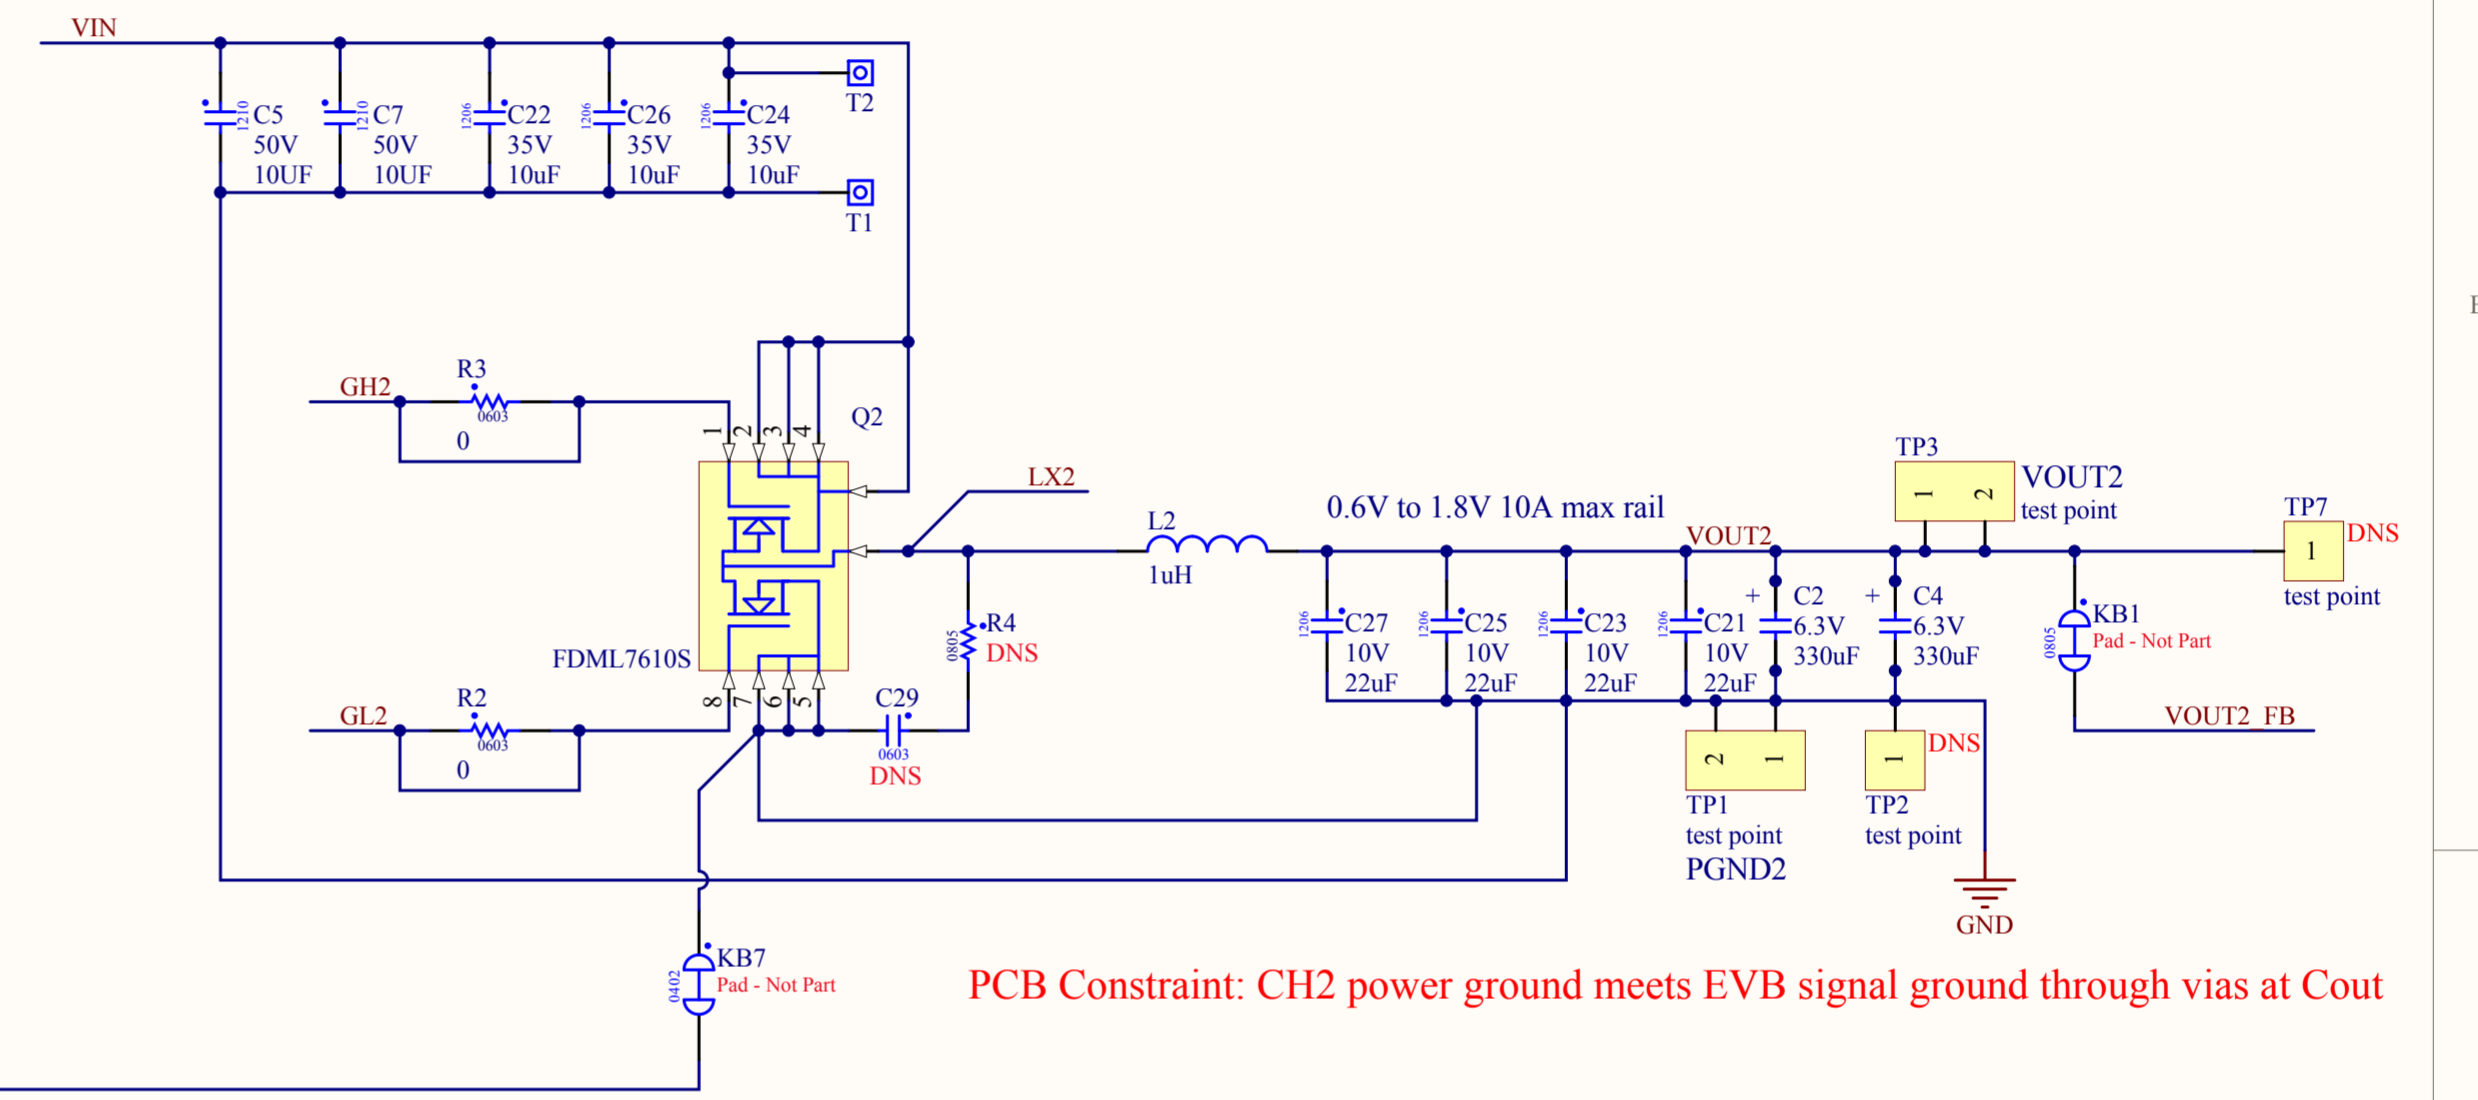 VIN
1210
C5
50V
10UF
1210
C7
50V
10UF
1206
C22
35V
10uF
1206
C26
35V
10uF
1206
C24
35V
10uF
T2
T1
GH2
R3
0603
0
1
2
3
4
Q2
LX2
FDML7610S
GL2
R2
0603
0
8
7
6
5
C29
0603
DNS
0805
R4
DNS
L2
1uH
0.6V to 1.8V 10A max rail
VOUT2
1206
C27
10V
22uF
1206
C25
10V
22uF
1206
C23
10V
22uF
1206
C21
10V
22uF
+
C2
6.3V
330uF
+
C4
6.3V
330uF
TP3
1
2
VOUT2
test point
TP7
1
DNS
test point
0805
KB1
Pad - Not Part
VOUT2_FB
2
1
TP1
test point
PGND2
1
DNS
TP2
test point
GND
0402
KB7
Pad - Not Part
PCB Constraint: CH2 power ground meets EVB signal ground through vias at Cout